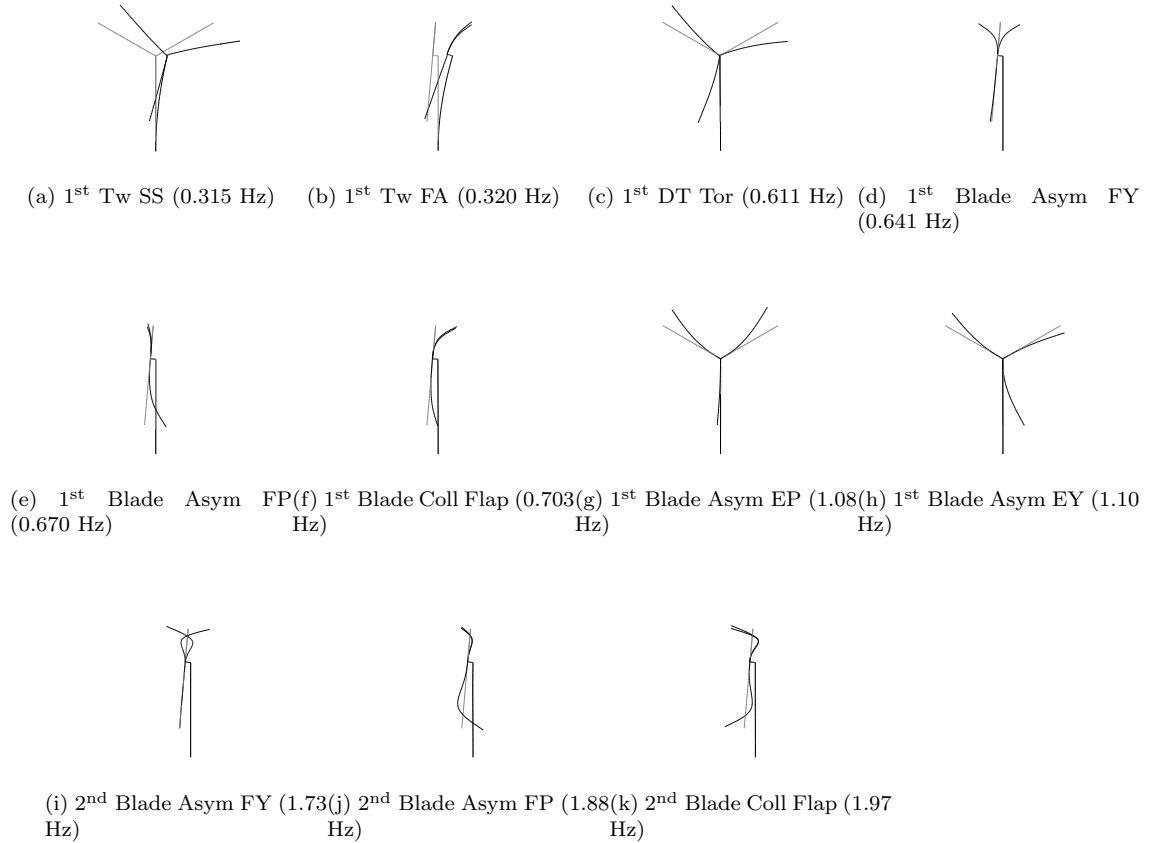 (a) 1st Tw SS (0.315 Hz)
(b) 1st Tw FA (0.320 Hz)
(c) 1st DT Tor (0.611 Hz)
(d) 1st Blade Asym FY
(0.641 Hz)
(e) 1st Blade Asym FP
(0.670 Hz)
(f) 1st Blade Coll Flap (0.703
Hz)
(g) 1st Blade Asym EP (1.08
Hz)
(h) 1st Blade Asym EY (1.10
Hz)
(i) 2nd Blade Asym FY (1.73
Hz)
(j) 2nd Blade Asym FP (1.88
Hz)
(k) 2nd Blade Coll Flap (1.97
Hz)